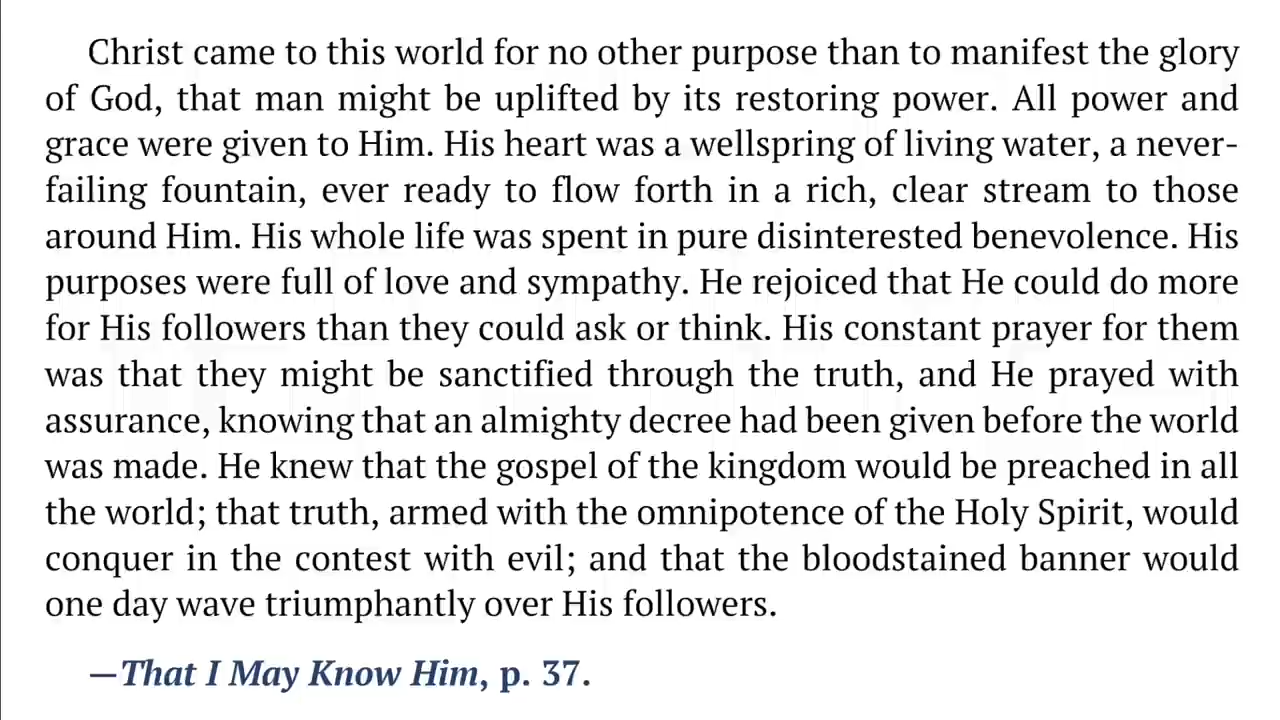 Christ came to this world for no other purpose than to manifest the glory
of God, that man might be uplifted by its restoring power. All power and
grace were given to Him. His heart was a wellspring of living water, a never-
failing fountain, ever ready to flow forth in a rich, clear stream to those
around Him. His whole life was spent in pure disinterested benevolence. His
purposes were full of love and sympathy. He rejoiced that He could do more
for His followers than they could ask or think. His constant prayer for them
was that they might be sanctified through the truth, and He prayed with
assurance, knowing that an almighty decree had been given before the world
was made. He knew that the gospel of the kingdom would be preached in all
the world; that truth, armed with the omnipotence of the Holy Spirit, would
conquer in the contest with evil; and that the bloodstained banner would
one day wave triumphantly over His followers.
—That I May Know Him, p. 37.